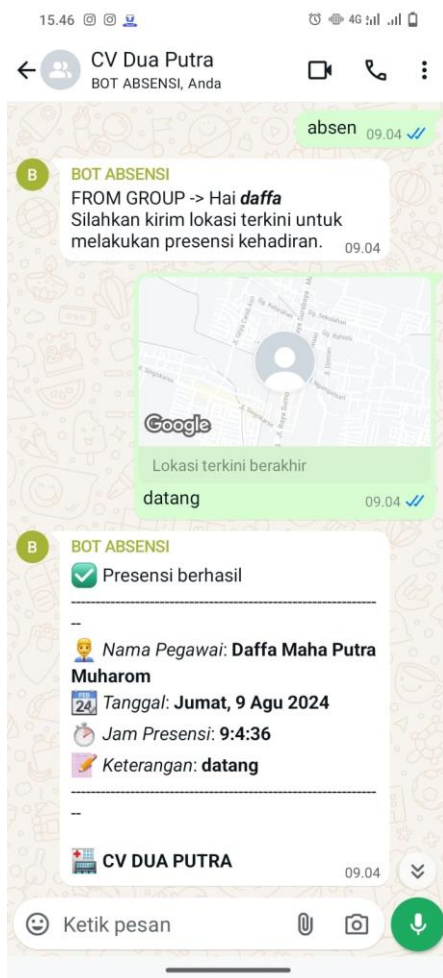 15.46
4G
CV Dua Putra
BOT ABSENSI, Anda
absen 09.04
B
BOT ABSENSI
FROM GROUP -> Hai daffa
Silahkan kirim lokasi terkini untuk
melakukan presensi kehadiran. 09.04
Google
Lokasi terkini berakhir
datang 09.04
B
BOT ABSENSI
✅ Presensi berhasil
--------------------------------------------------------
--
👨‍💼 Nama Pegawai: Daffa Maha Putra
Muharom
📆 Tanggal: Jumat, 9 Agu 2024
⏱ Jam Presensi: 9:4:36
📝 Keterangan: datang
--------------------------------------------------------
--
🏥 CV DUA PUTRA
09.04
Ketik pesan